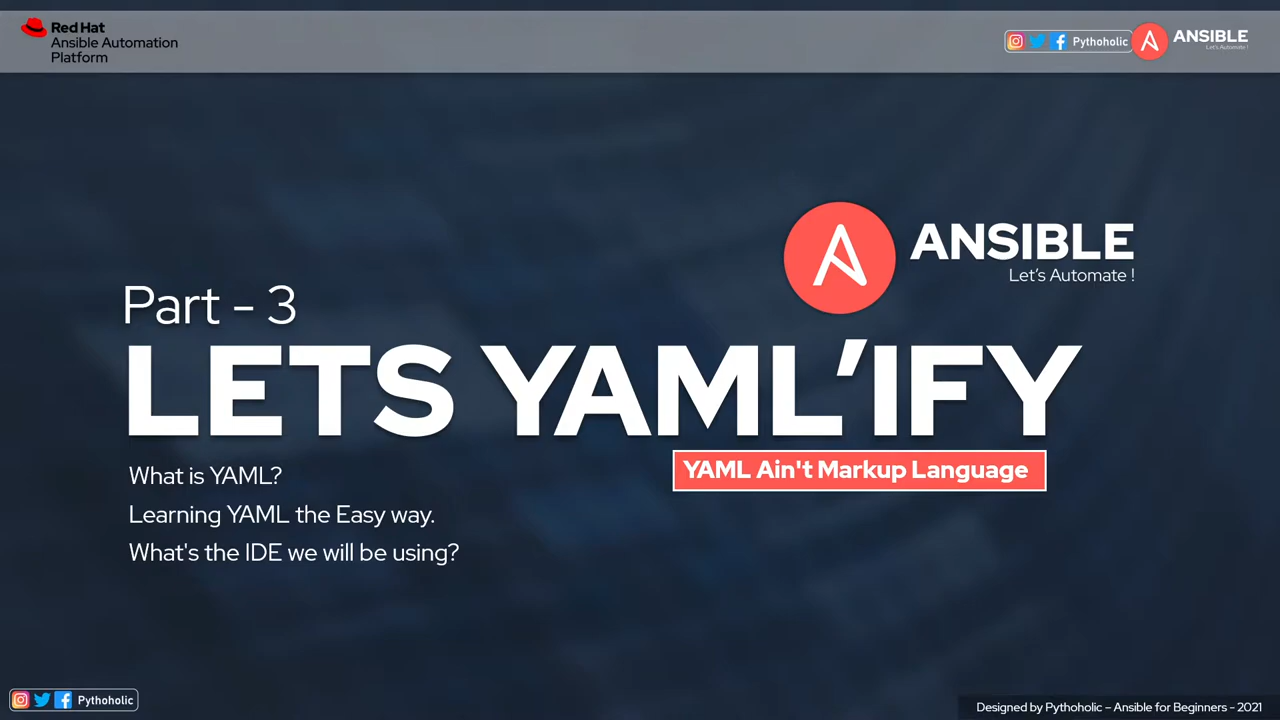 Red Hat
Ansible Automation
Platform
Pythoholic
ANSIBLE
Let's Automate !
ANSIBLE
Let's Automate !
Part - 3
LETS YAML’IFY
YAML Ain't Markup Language
What is YAML?
Learning YAML the Easy way.
What's the IDE we will be using?
Pythoholic
Designed by Pythoholic – Ansible for Beginners - 2021